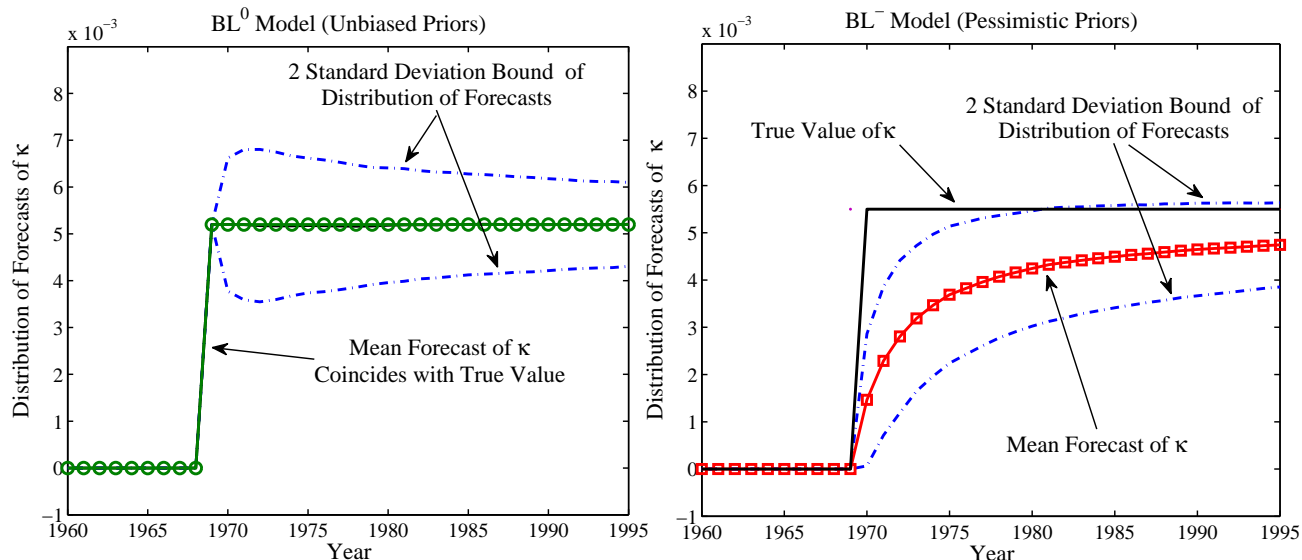 BL⁰ Model (Unbiased Priors)
x 10⁻³
8
7
6
5
4
3
2
1
0
−1
Distribution of Forecasts of κ
2 Standard Deviation Bound of
Distribution of Forecasts
Mean Forecast of κ
Coincides with True Value
1960 1965 1970 1975 1980 1985 1990 1995
Year
BL⁻ Model (Pessimistic Priors)
x 10⁻³
8
7
6
5
4
3
2
1
0
−1
Distribution of Forecasts of κ
True Value of κ
2 Standard Deviation Bound of
Distribution of Forecasts
Mean Forecast of κ
1960 1965 1970 1975 1980 1985 1990 1995
Year